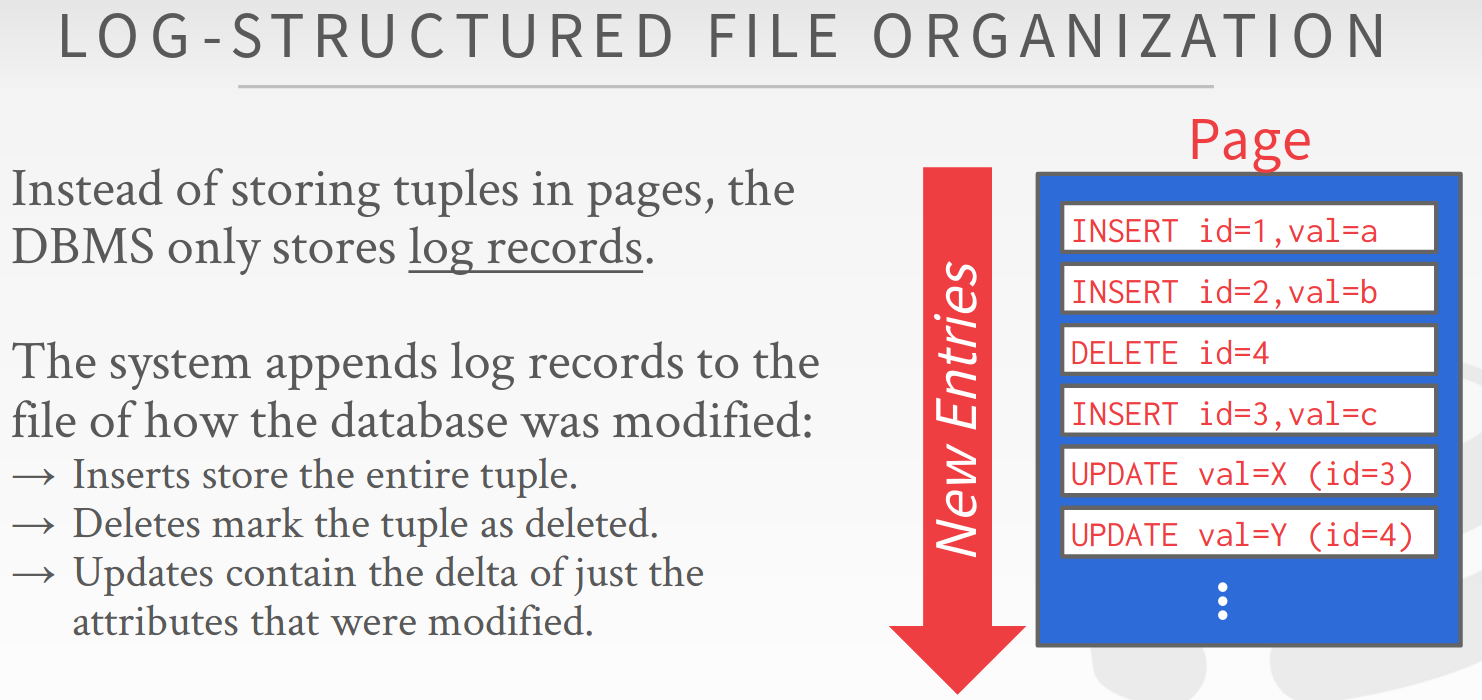 LOG-STRUCTURED FILE ORGANIZATION
Instead of storing tuples in pages, the
DBMS only stores log records.
The system appends log records to the
file of how the database was modified:
→ Inserts store the entire tuple.
→ Deletes mark the tuple as deleted.
→ Updates contain the delta of just the
attributes that were modified.
New Entries
Page
INSERT id=1,val=a
INSERT id=2,val=b
DELETE id=4
INSERT id=3,val=c
UPDATE val=X (id=3)
UPDATE val=Y (id=4)